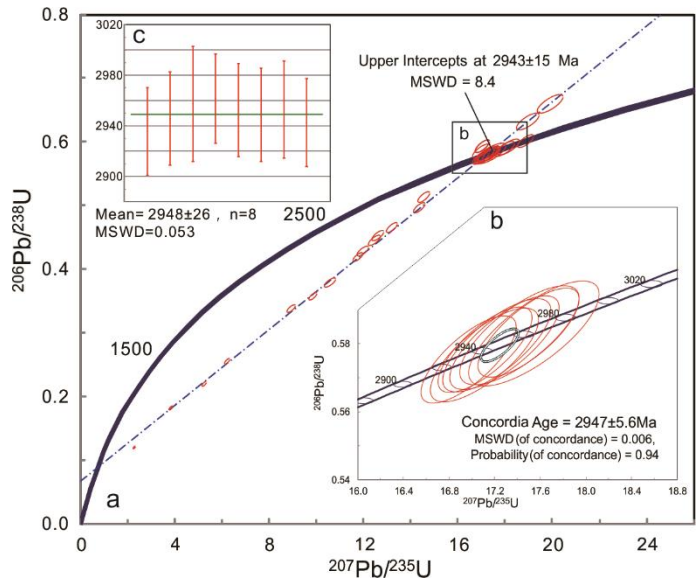 0.8
0.6
0.4
0.2
0.0
206Pb/238U
0
4
8
12
16
20
24
207Pb/235U
a
1500
2500
c
3020
2980
2940
2900
Mean= 2948±26 , n=8
MSWD=0.053
Upper Intercepts at 2943±15 Ma
MSWD = 8.4
b
b
3020
2980
2940
2900
0.58
0.56
0.54
206Pb/238U
Concordia Age = 2947±5.6Ma
MSWD (of concordance) = 0.006,
Probability (of concordance) = 0.94
16.0
16.4
16.8
17.2
17.6
18.0
18.4
18.8
207Pb/235U